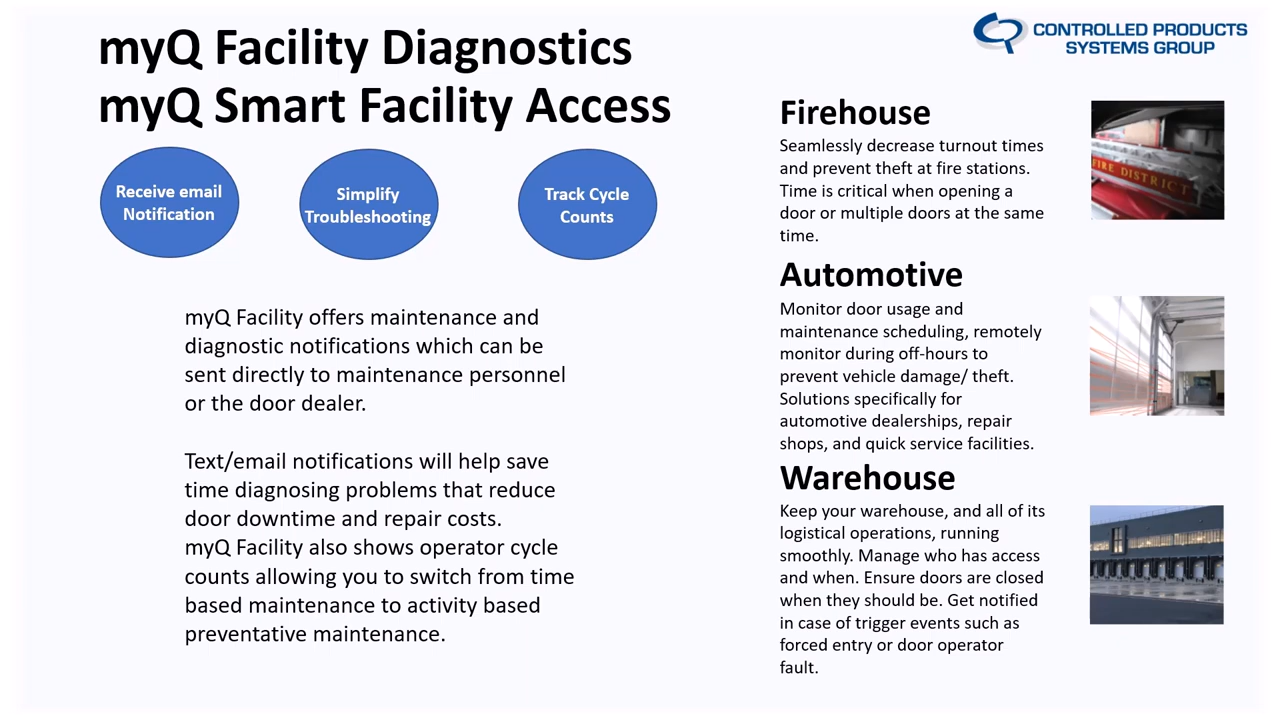 myQ Facility Diagnostics
myQ Smart Facility Access
CONTROLLED PRODUCTS
SYSTEMS GROUP
Receive email
Notification
Simplify
Troubleshooting
Track Cycle
Counts
myQ Facility offers maintenance and
diagnostic notifications which can be
sent directly to maintenance personnel
or the door dealer.
Text/email notifications will help save
time diagnosing problems that reduce
door downtime and repair costs.
myQ Facility also shows operator cycle
counts allowing you to switch from time
based maintenance to activity based
preventative maintenance.
Firehouse
Seamlessly decrease turnout times
and prevent theft at fire stations.
Time is critical when opening a
door or multiple doors at the same
time.
FIRE DISTRICT
Automotive
Monitor door usage and
maintenance scheduling, remotely
monitor during off-hours to
prevent vehicle damage/ theft.
Solutions specifically for
automotive dealerships, repair
shops, and quick service facilities.
Warehouse
Keep your warehouse, and all of its
logistical operations, running
smoothly. Manage who has access
and when. Ensure doors are closed
when they should be. Get notified
in case of trigger events such as
forced entry or door operator
fault.